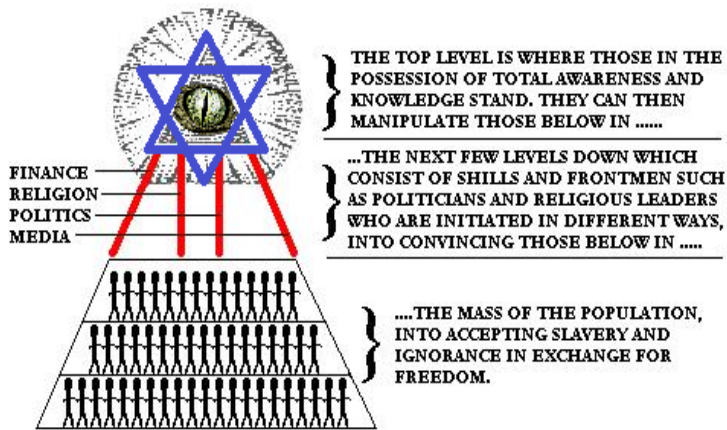 THE TOP LEVEL IS WHERE THOSE IN THE
POSSESSION OF TOTAL AWARENESS AND
KNOWLEDGE STAND. THEY CAN THEN
MANIPULATE THOSE BELOW IN ......
FINANCE
RELIGION
POLITICS
MEDIA
...THE NEXT FEW LEVELS DOWN WHICH
CONSIST OF SHILLS AND FRONTMEN SUCH
AS POLITICIANS AND RELIGIOUS LEADERS
WHO ARE INITIATED IN DIFFERENT WAYS,
INTO CONVINCING THOSE BELOW IN .....
....THE MASS OF THE POPULATION,
INTO ACCEPTING SLAVERY AND
IGNORANCE IN EXCHANGE FOR
FREEDOM.